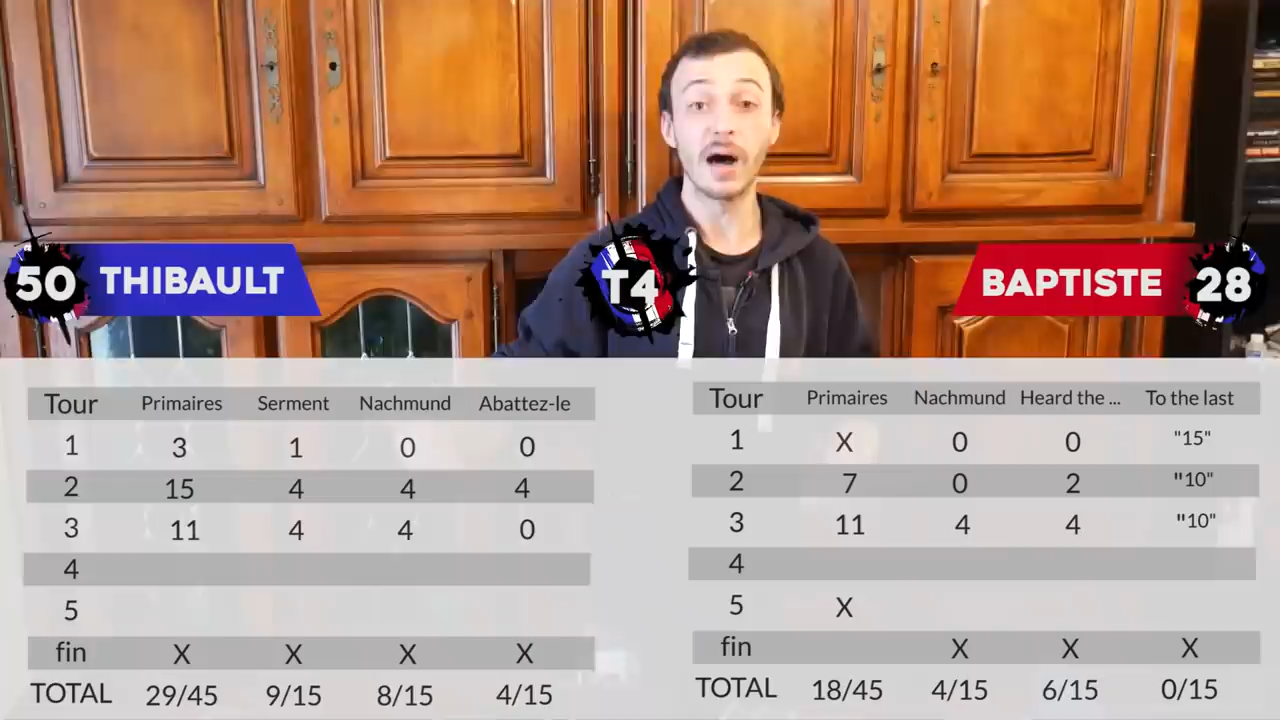 50 THIBAULT T4 BAPTISTE 28
Tour Primaires Serment Nachmund Abattez-le
1 3 1 0 0
2 15 4 4 4
3 11 4 4 0
4
5
fin X X X X
TOTAL 29/45 9/15 8/15 4/15
Tour Primaires Nachmund Heard the ... To the last
1 X 0 0 "15"
2 7 0 2 "10"
3 11 4 4 "10"
4
5 X
fin X X X
TOTAL 18/45 4/15 6/15 0/15